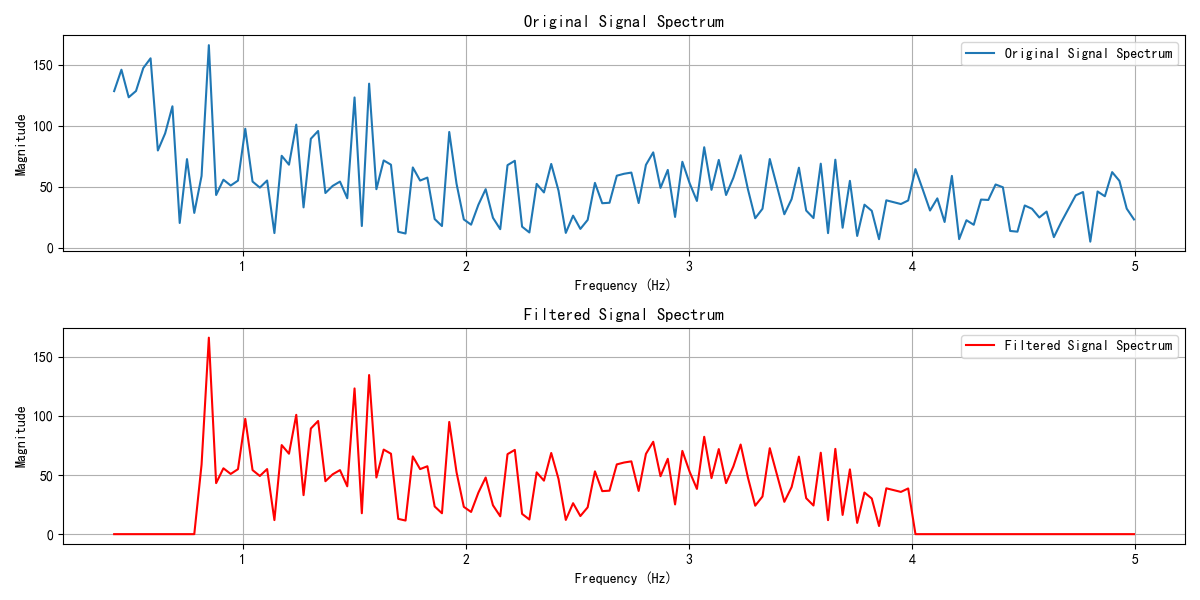 Original Signal Spectrum
Original Signal Spectrum
Magnitude
150
100
50
0
1 2 3 4 5
Frequency (Hz)
Filtered Signal Spectrum
Filtered Signal Spectrum
Magnitude
150
100
50
0
1 2 3 4 5
Frequency (Hz)